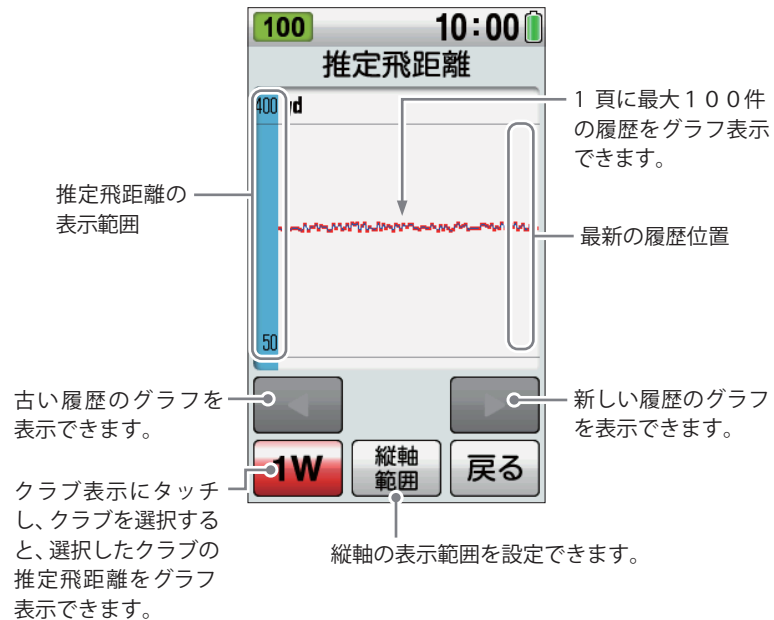 100 10:00
推定飛距離
400 yd
50
1W
縦軸
範囲
戻る
推定飛距離の
表示範囲
1 頁に最大１００件
の履歴をグラフ表示
できます。
最新の履歴位置
古い履歴のグラフを
表示できます。
新しい履歴のグラフ
を表示できます。
クラブ表示にタッチ
し、クラブを選択する
と、選択したクラブの
推定飛距離をグラフ
表示できます。
縦軸の表示範囲を設定できます。